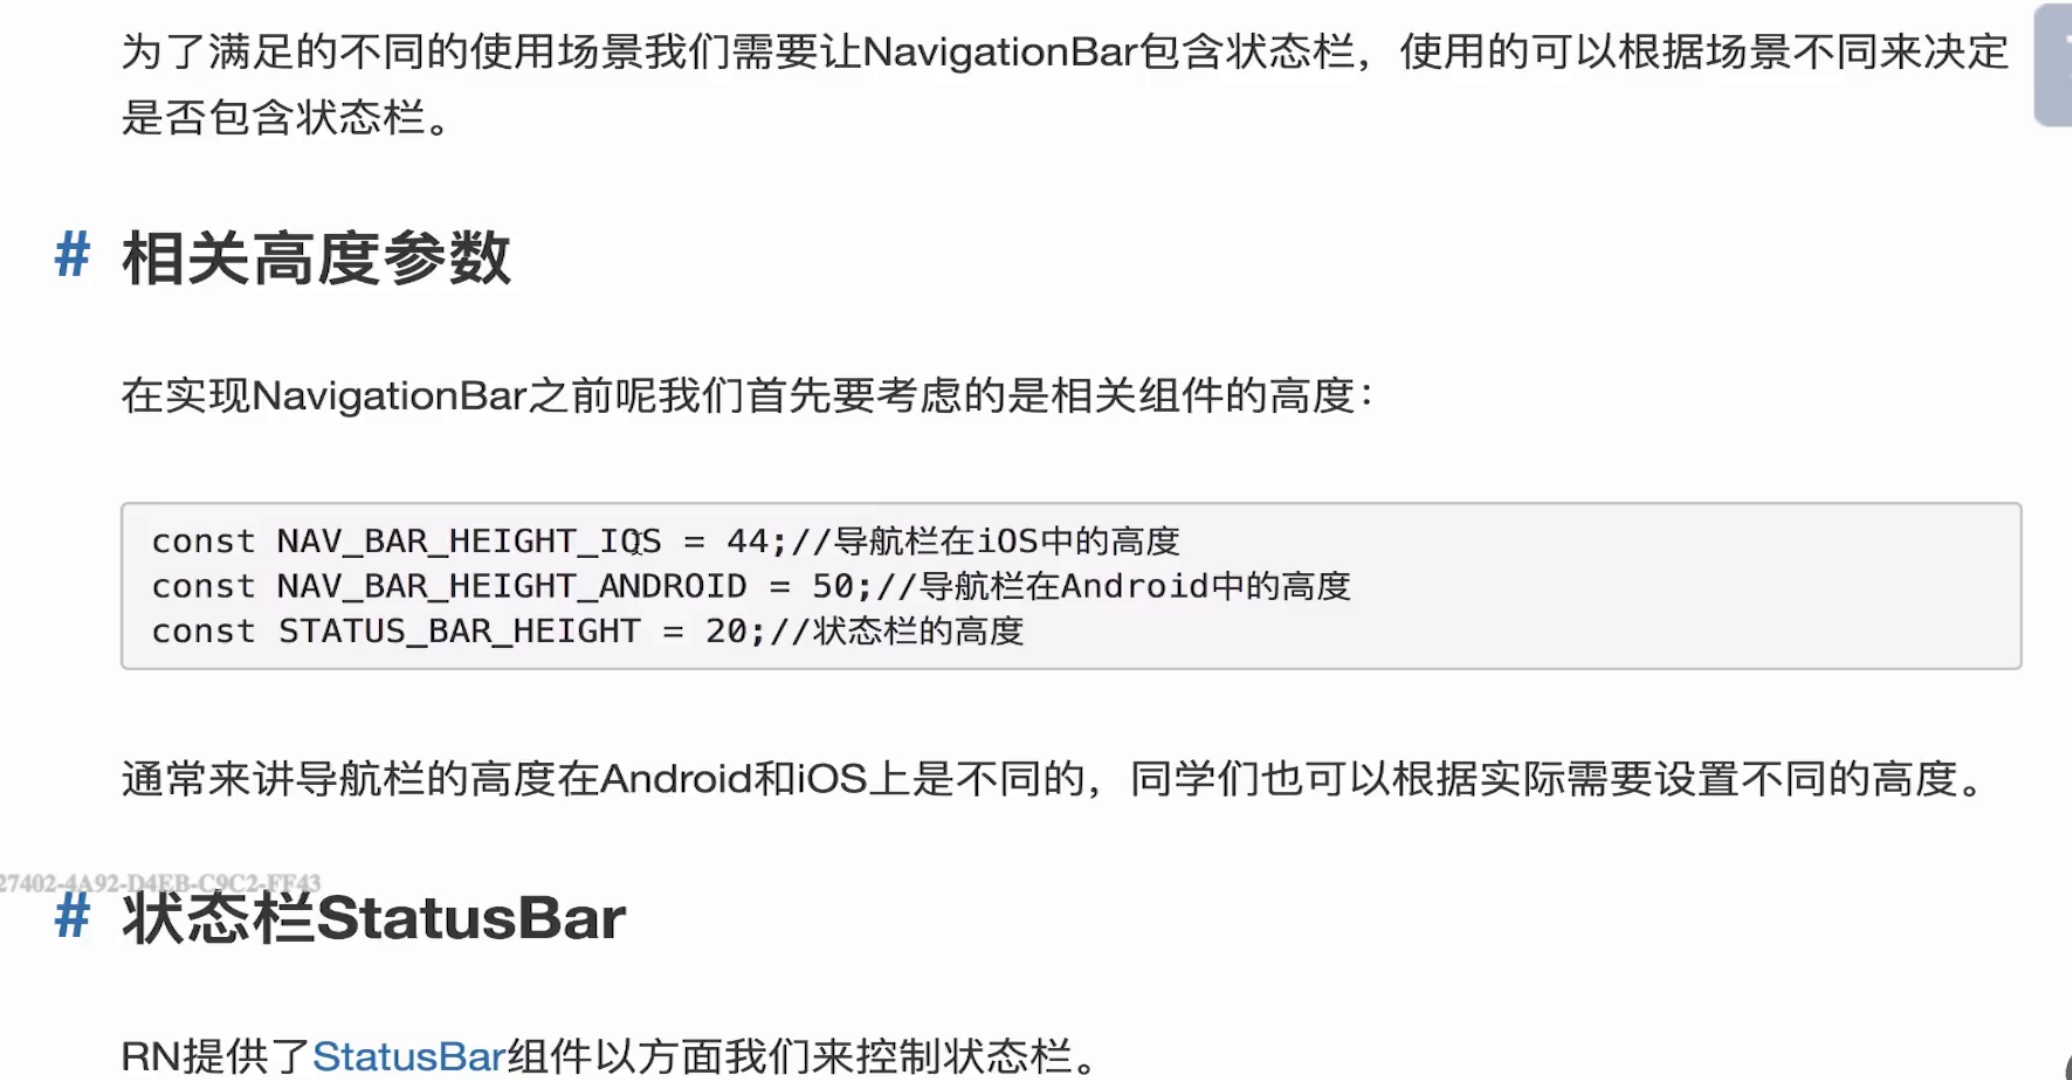 为了满足的不同的使用场景我们需要让NavigationBar包含状态栏，使用的可以根据场景不同来决定
是否包含状态栏。
# 相关高度参数
在实现NavigationBar之前呢我们首先要考虑的是相关组件的高度：
const NAV_BAR_HEIGHT_IOS = 44;//导航栏在iOS中的高度
const NAV_BAR_HEIGHT_ANDROID = 50;//导航栏在Android中的高度
const STATUS_BAR_HEIGHT = 20;//状态栏的高度
通常来讲导航栏的高度在Android和iOS上是不同的，同学们也可以根据实际需要设置不同的高度。
27402-4A92-D4EB-C9C2-FF43
# 状态栏StatusBar
RN提供了StatusBar组件以方面我们来控制状态栏。